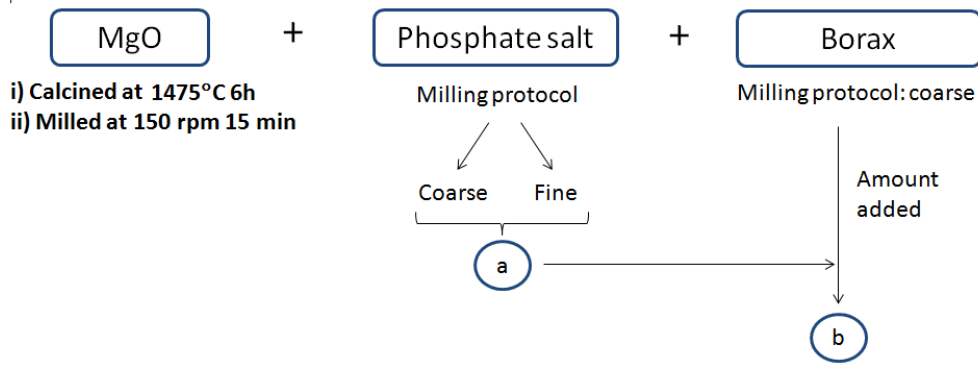 MgO + Phosphate salt + Borax
i) Calcined at 1475°C 6h
ii) Milled at 150 rpm 15 min
Milling protocol
Milling protocol: coarse
Coarse Fine
Amount
added
a
b